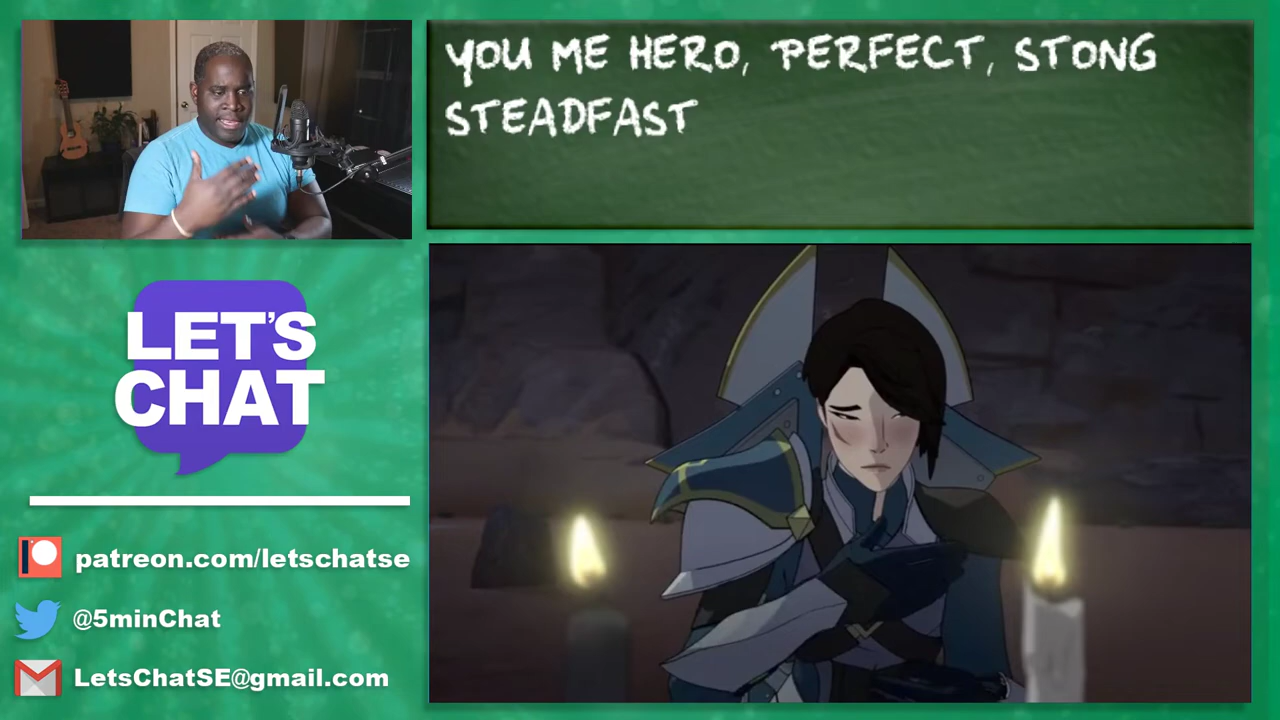 YOU ME HERO, PERFECT, STONG
STEADFAST
LET'S
CHAT
patreon.com/letschatse
@5minChat
LetsChatSE@gmail.com